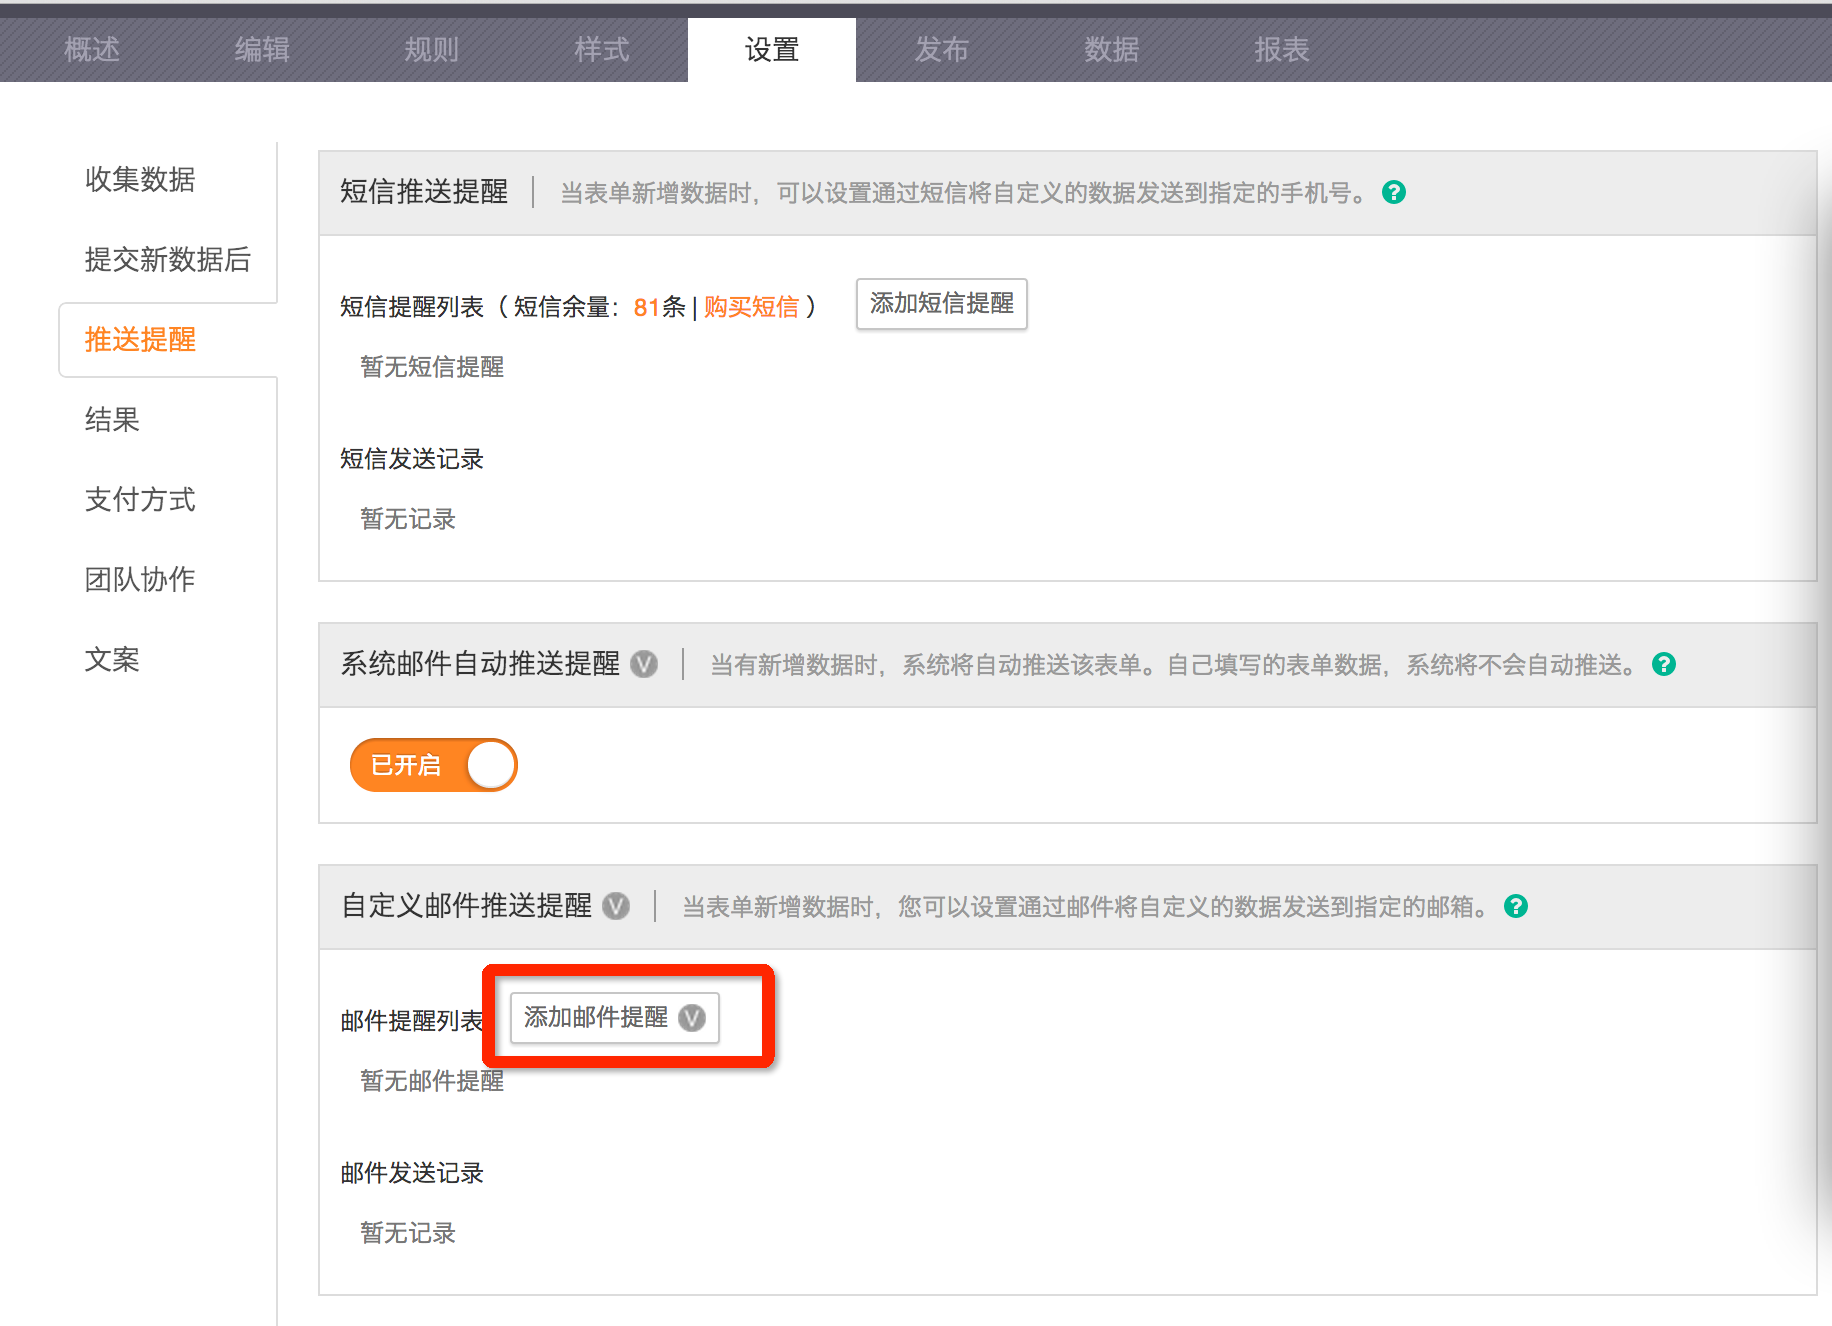 概述 编辑 规则 样式 设置 发布 数据 报表
收集数据
提交新数据后
推送提醒
结果
支付方式
团队协作
文案
短信推送提醒 | 当表单新增数据时，可以设置通过短信将自定义的数据发送到指定的手机号。 ?
短信提醒列表（短信余量：81条 | 购买短信） 添加短信提醒
暂无短信提醒
短信发送记录
暂无记录
系统邮件自动推送提醒 V | 当有新增数据时，系统将自动推送该表单。自己填写的表单数据，系统将不会自动推送。 ?
已开启
自定义邮件推送提醒 V | 当表单新增数据时，您可以设置通过邮件将自定义的数据发送到指定的邮箱。 ?
邮件提醒列表 添加邮件提醒 V
暂无邮件提醒
邮件发送记录
暂无记录